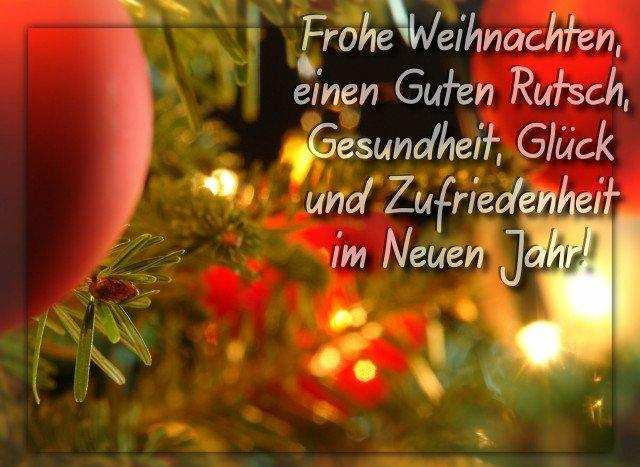 Frohe Weihnachten,
einen Guten Rutsch,
Gesundheit, Glück
und Zufriedenheit
im Neuen Jahr!